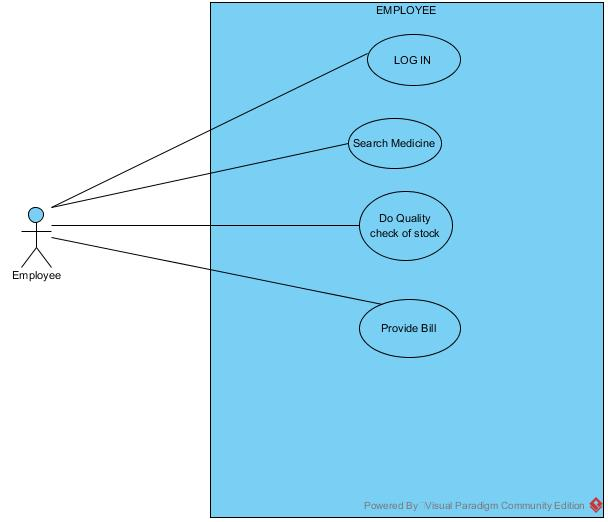 EMPLOYEE
LOG IN
Search Medicine
Do Quality
check of stock
Employee
Provide Bill
Powered By Visual Paradigm Community Edition